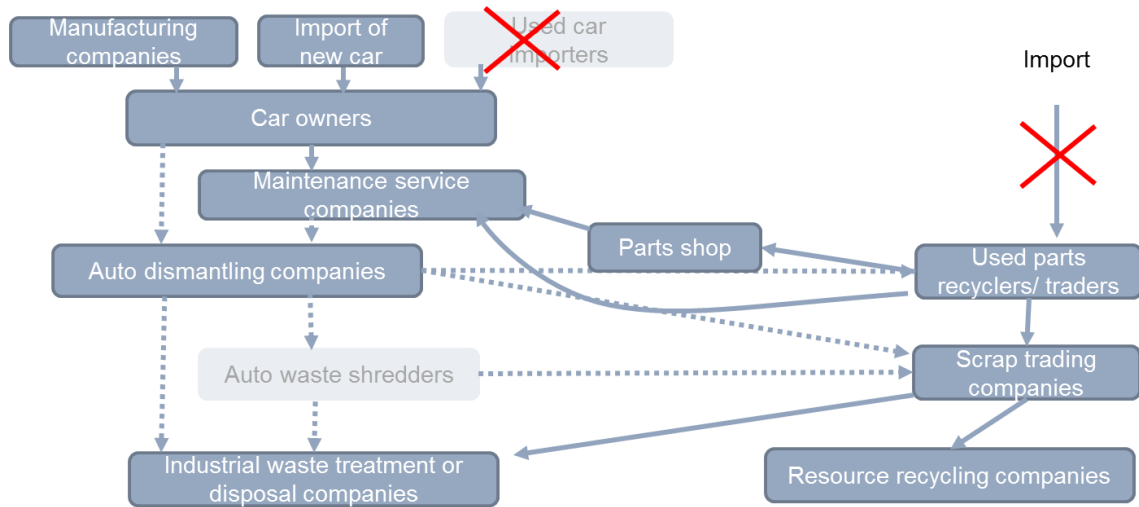 Manufacturing
companies
Import of
new car
Used car
Importers
Import
Car owners
Maintenance service
companies
Parts shop
Auto dismantling companies
Used parts
recyclers/ traders
Auto waste shredders
Scrap trading
companies
Industrial waste treatment or
disposal companies
Resource recycling companies